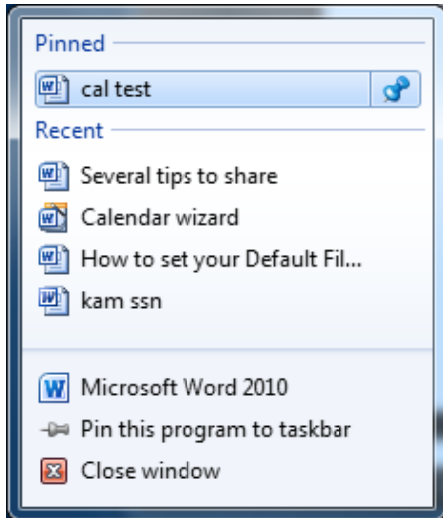 Pinned
cal test
Recent
Several tips to share
Calendar wizard
How to set your Default Fil...
kam ssn
Microsoft Word 2010
Pin this program to taskbar
Close window